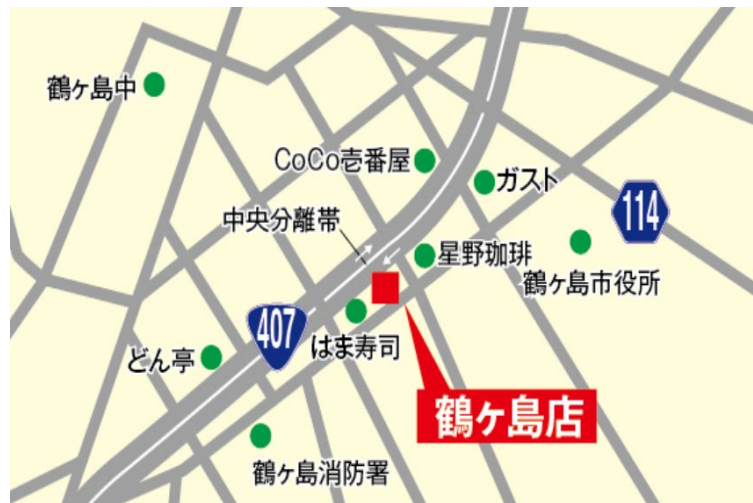 鶴ヶ島中
CoCo壱番屋
ガスト
114
中央分離帯
星野珈琲
鶴ヶ島市役所
407
はま寿司
どん亭
鶴ヶ島店
鶴ヶ島消防署